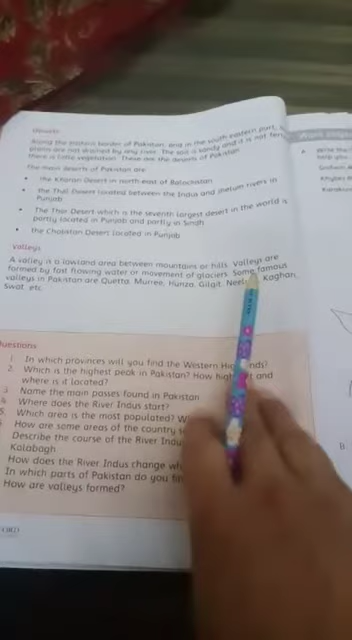 Deserts
Along the eastern border of Pakistan, and in the south eastern part,
plains are not drained by any river. The soil is sandy and it is not fert
there is little vegetation. These are the deserts of Pakistan
The main deserts of Pakistan are
• the Kharan Desert in north-east of Balochistan
• the Thal Desert located between the Indus and Jhelum rivers in
Punjab
• The Thar Desert which is the seventh largest desert in the world is
partly located in Punjab and partly in Sindh
• the Cholistan Desert located in Punjab
Valleys
A valley is a lowland area between mountains or hills. Valleys are
formed by fast flowing water or movement of glaciers. Some famous
valleys in Pakistan are Quetta, Murree, Hunza, Gilgit, Kaghan,
Swat, etc.
uestions
1 In which provinces will you find the Western
2. Which is the highest peak in Pakistan? How high and
where is it located?
3 Name the main passes found in Pakistan
4 Where does the River Indus start?
5. Which area is the most populated?
How are some areas of the country
Describe the course of the River Indu
Kalabagh
How does the River Indus change
In which parts of Pakistan do you
How are valleys formed?
Write the
B.